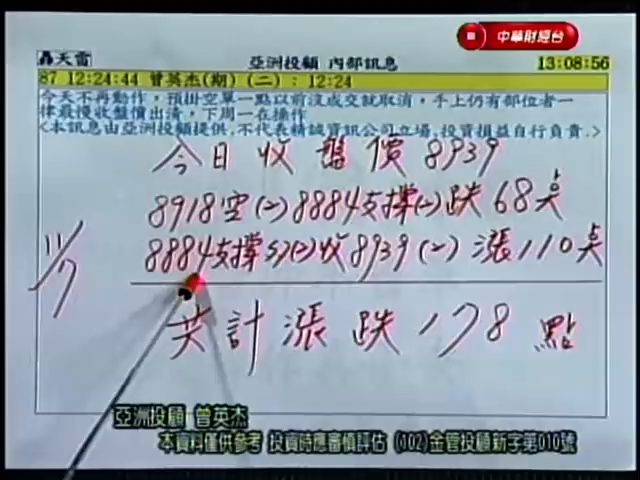 中華財經台
轟天雷 亞洲投顧 內部訊息 13:08:56
87 12:24:44 曾英杰(期) (二) : 12:24
今天不再動作，預掛空單一點以前沒成交就取消，手上仍有部位者一
律最慢收盤價出清，下周一在操作
<本訊息由亞洲投顧提供,不代表精誠資訊公司立場,投資損益自行負責.>
今日收盤價8939
8918空(二)8884支撐(二)跌68點
8884支撐 (二)收8939(二)漲110點
11/7
共計漲跌178點
亞洲投顧 曾英杰
本資料僅供參考 投資時應審慎評估 (102)金管投顧新字第010號